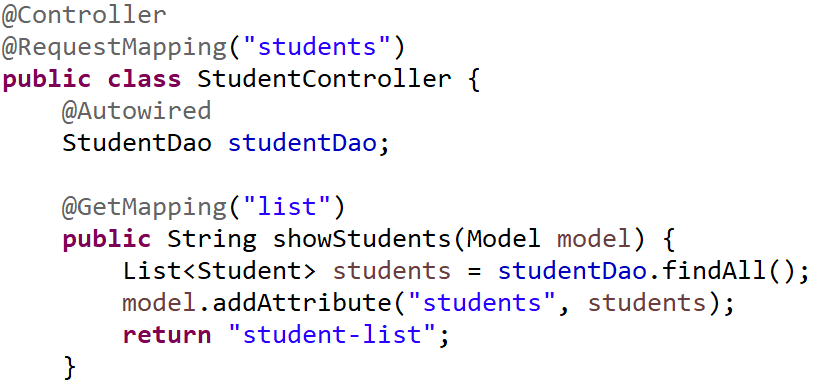 @Controller
@RequestMapping("students")
public class StudentController {
    @Autowired
    StudentDao studentDao;

    @GetMapping("list")
    public String showStudents(Model model) {
        List<Student> students = studentDao.findAll();
        model.addAttribute("students", students);
        return "student-list";
    }